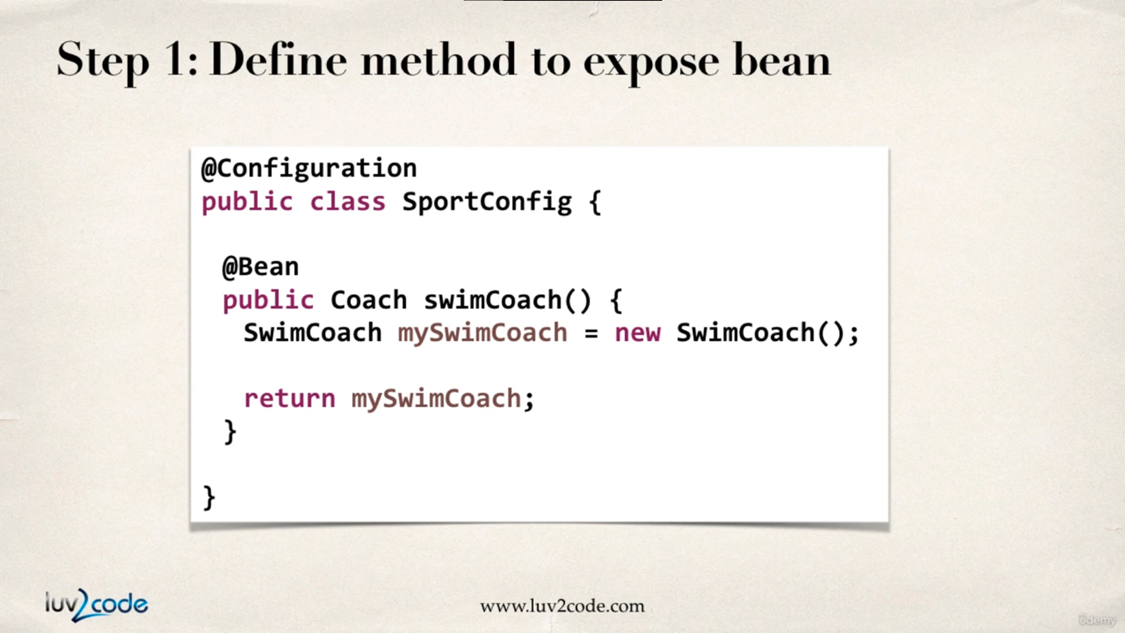 Step 1: Define method to expose bean
@Configuration
public class SportConfig {
@Bean
public Coach swimCoach() {
SwimCoach mySwimCoach = new SwimCoach();
return mySwimCoach;
}
}
luv2code
www.luv2code.com
ûdemy